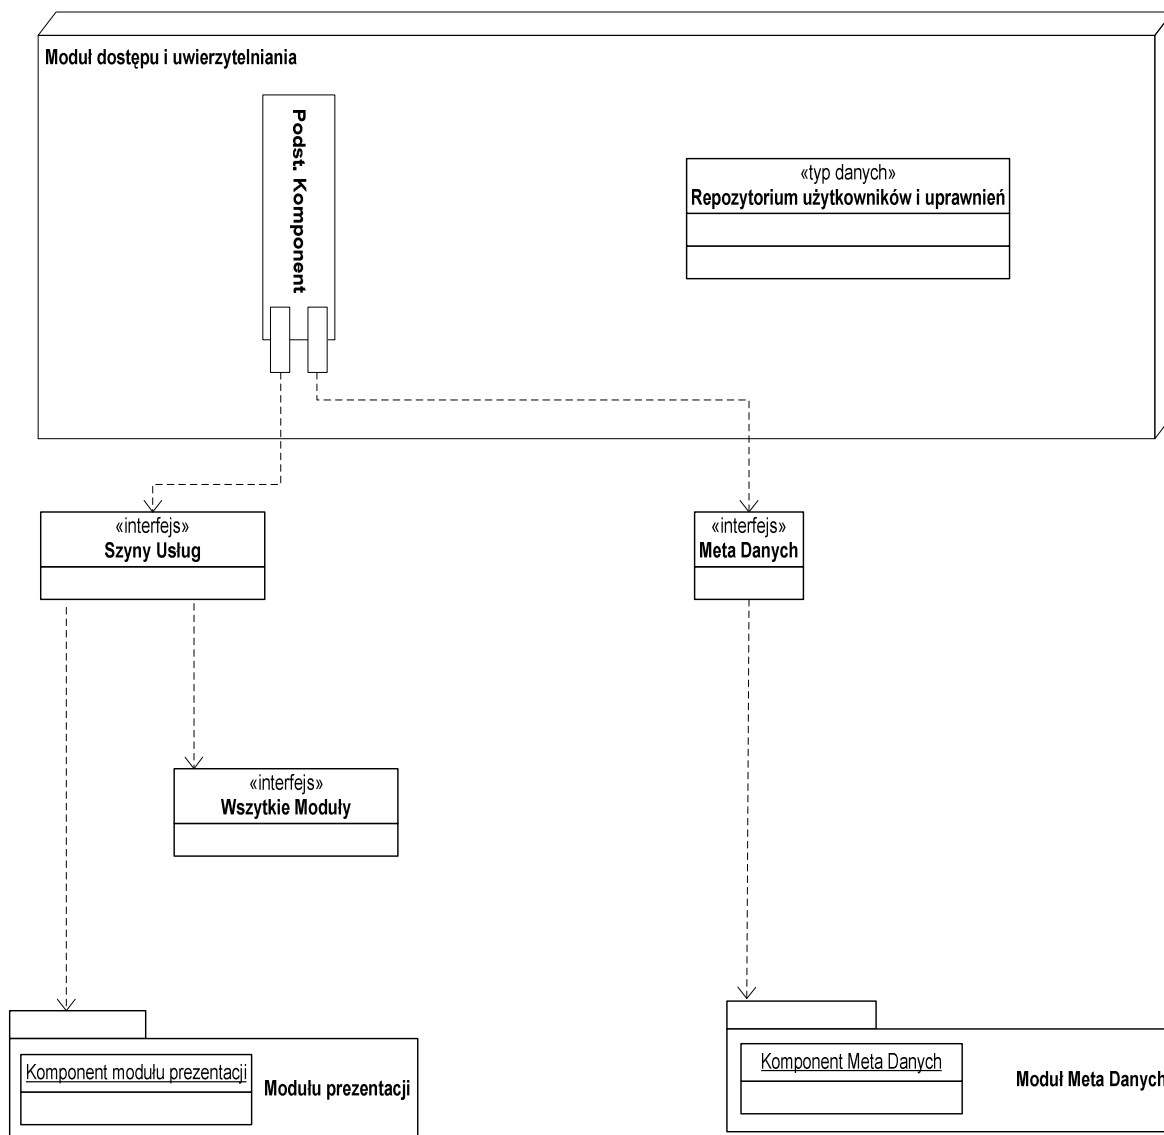 Moduł dostępu i uwierzytelniania
Podst. Komponent
«typ danych»
Repozytorium użytkowników i uprawnień
«interfejs»
Szyny Usług
«interfejs»
Meta Danych
«interfejs»
Wszytkie Moduły
Komponent modułu prezentacji
Modułu prezentacji
Komponent Meta Danych
Moduł Meta Danych